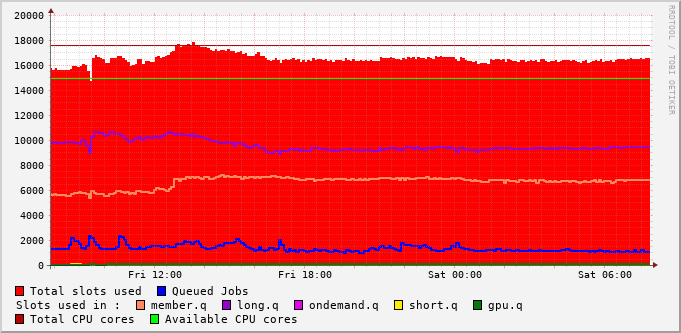 20000
18000
16000
14000
12000
10000
8000
6000
4000
2000
0
Fri 12:00 Fri 18:00 Sat 00:00 Sat 06:00
RRDTOOL / TOBI OETIKER
Total slots used Queued Jobs
Slots used in : member.q long.q ondemand.q short.q gpu.q
Total CPU cores Available CPU cores